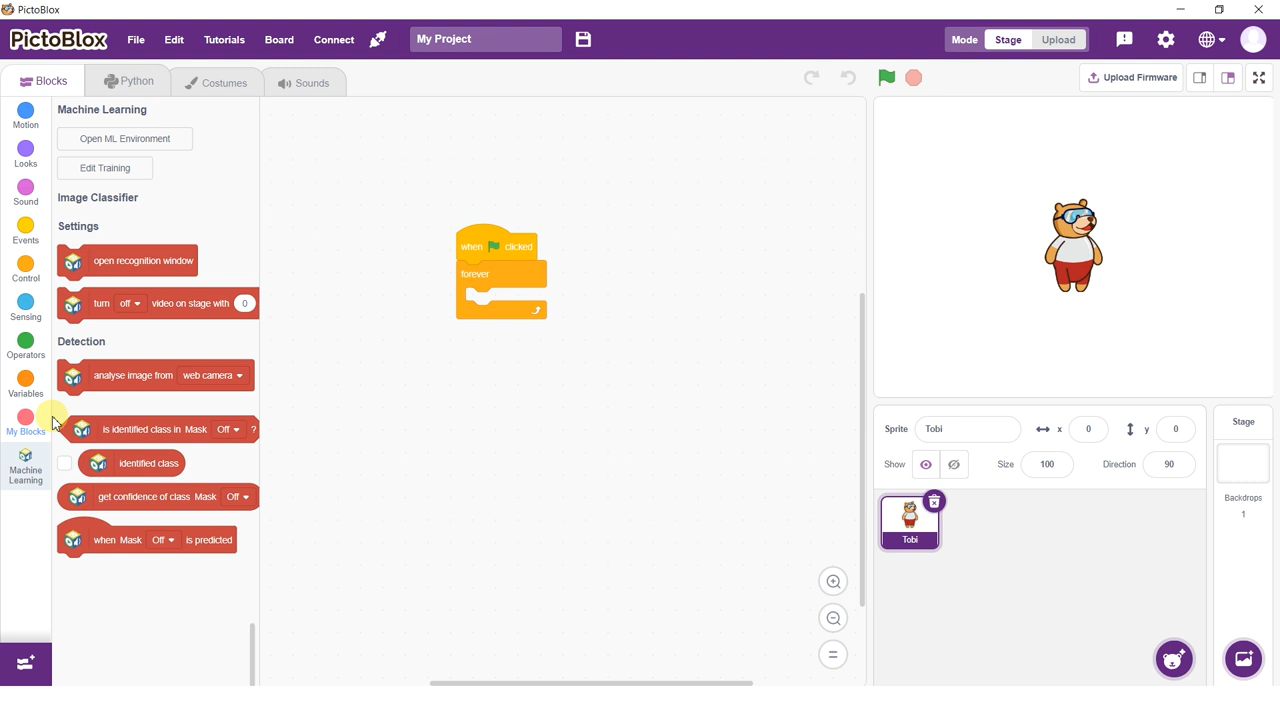 PictoBlox
PictoBlox File Edit Tutorials Board Connect My Project Mode Stage Upload
Blocks Python Costumes Sounds Upload Firmware
Motion
Looks
Sound
Events
Control
Sensing
Operators
Variables
My Blocks
Machine
Learning
Machine Learning
Open ML Environment
Edit Training
Image Classifier
Settings
open recognition window
turn off video on stage with 0
Detection
analyse image from web camera
is identified class in Mask Off ?
identified class
get confidence of class Mask Off
when Mask Off is predicted
when clicked
forever
Sprite Tobi x 0 y 0
Show Size 100 Direction 90
Tobi
Stage
Backdrops
1